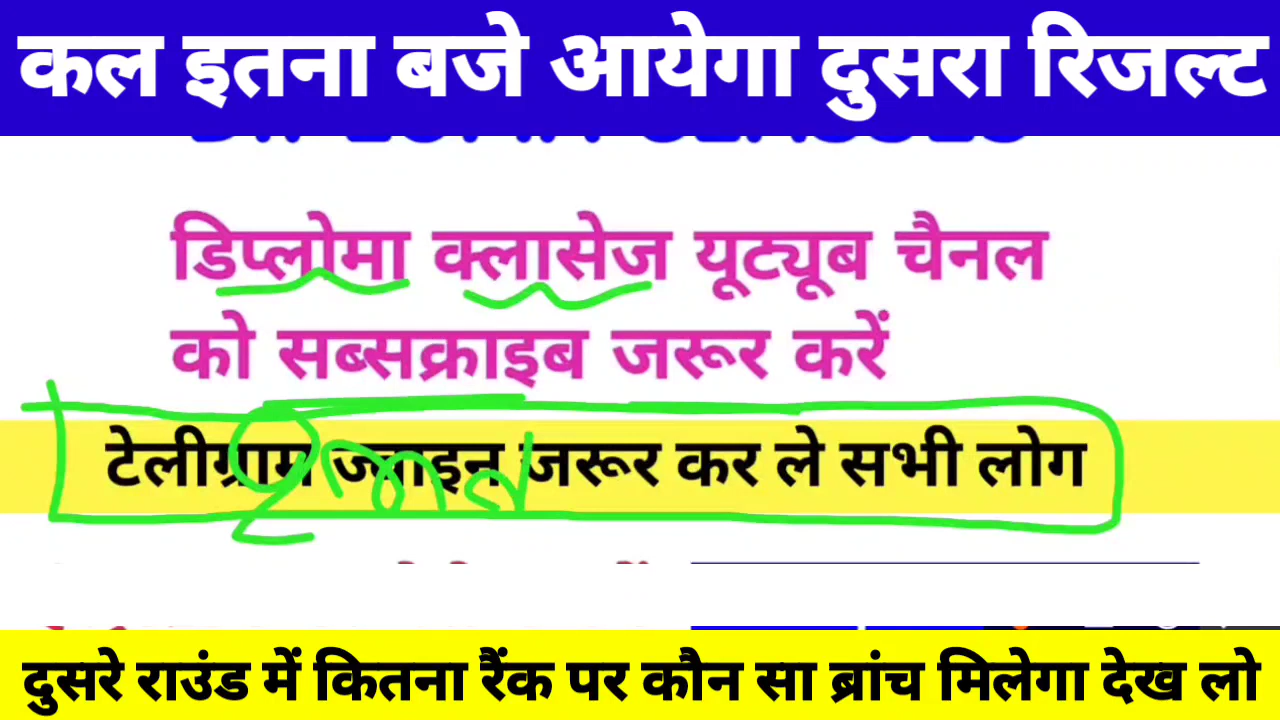 कल इतना बजे आयेगा दुसरा रिजल्ट
डिप्लोमा क्लासेज यूट्यूब चैनल
को सब्सक्राइब जरूर करें
टेलीग्राम ज्वाइन जरूर कर ले सभी लोग
दुसरे राउंड में कितना रैंक पर कौन सा ब्रांच मिलेगा देख लो